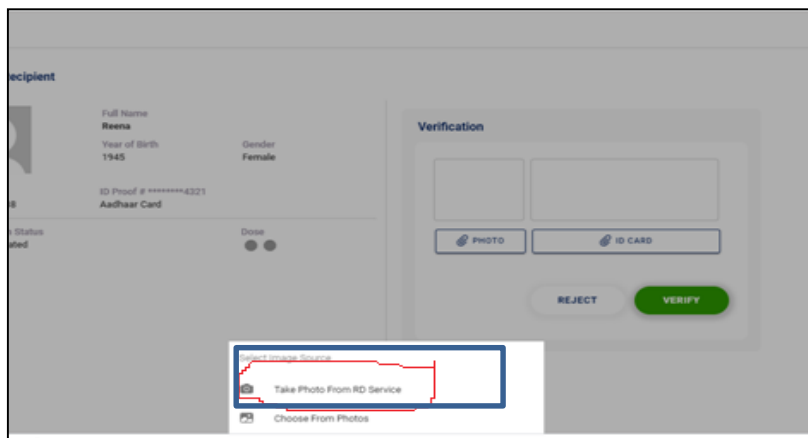 ecipient
Full Name
Reena
Year of Birth
1945
Gender
Female
ID Proof # ********4321
Aadhaar Card
Status
ated
Dose
Verification
PHOTO
ID CARD
REJECT
VERIFY
Select Image Source
Take Photo From RD Service
Choose From Photos